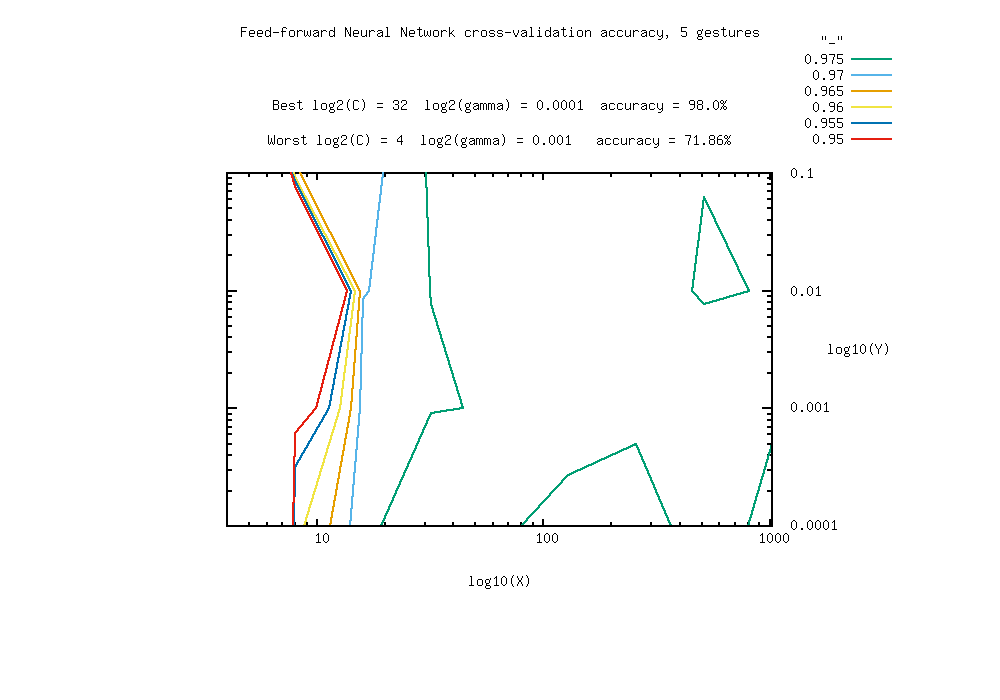 Feed-forward Neural Network cross-validation accuracy, 5 gestures
"_"
0.975
0.97
0.965
0.96
0.955
0.95
Best log2(C) = 32  log2(gamma) = 0.0001  accuracy = 98.0%
Worst log2(C) = 4  log2(gamma) = 0.001   accuracy = 71.86%
0.1
0.01
log10(Y)
0.001
0.0001
10
100
1000
log10(X)